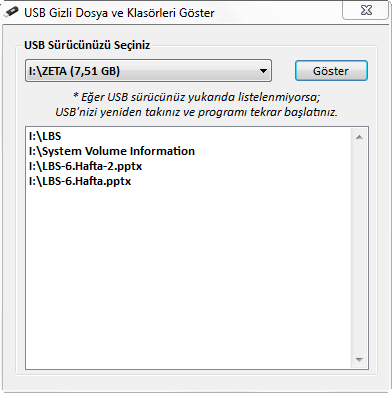 USB Gizli Dosya ve Klasörleri Göster
USB Sürücünüzü Seçiniz
I:\ZETA (7,51 GB)
Göster
* Eğer USB sürücünüz yukarıda listelenmiyorsa;
USB'nizi yeniden takınız ve programı tekrar başlatınız.
I:\LBS
I:\System Volume Information
I:\LBS-6.Hafta-2.pptx
I:\LBS-6.Hafta.pptx